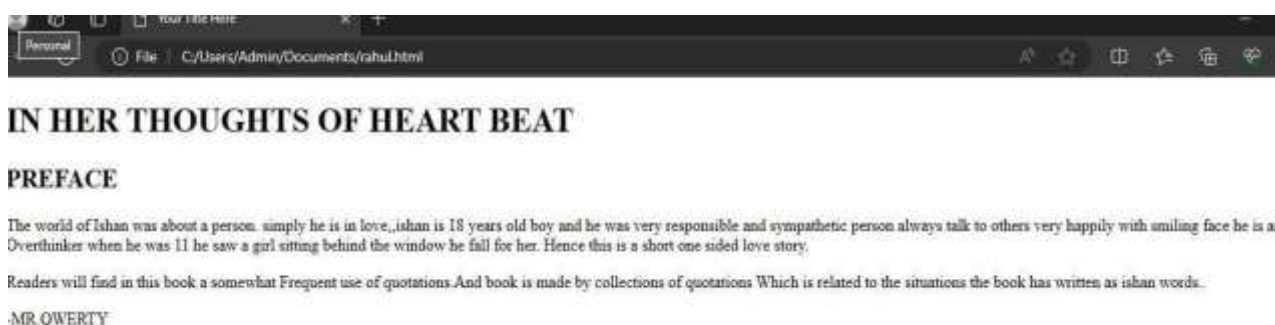 Your Title Here
Personal
File C:/Users/Admin/Documents/rahul.html
IN HER THOUGHTS OF HEART BEAT
PREFACE
The world of Ishan was about a person. simply he is in love,,ishan is 18 years old boy and he was very responsible and sympathetic person always talk to others very happily with smiling face he is a
Overthinker when he was 11 he saw a girl sitting behind the window he fall for her. Hence this is a short one sided love story.
Readers will find in this book a somewhat Frequent use of quotations.And book is made by collections of quotations Which is related to the situations the book has written as ishan words..
-MR.QWERTY